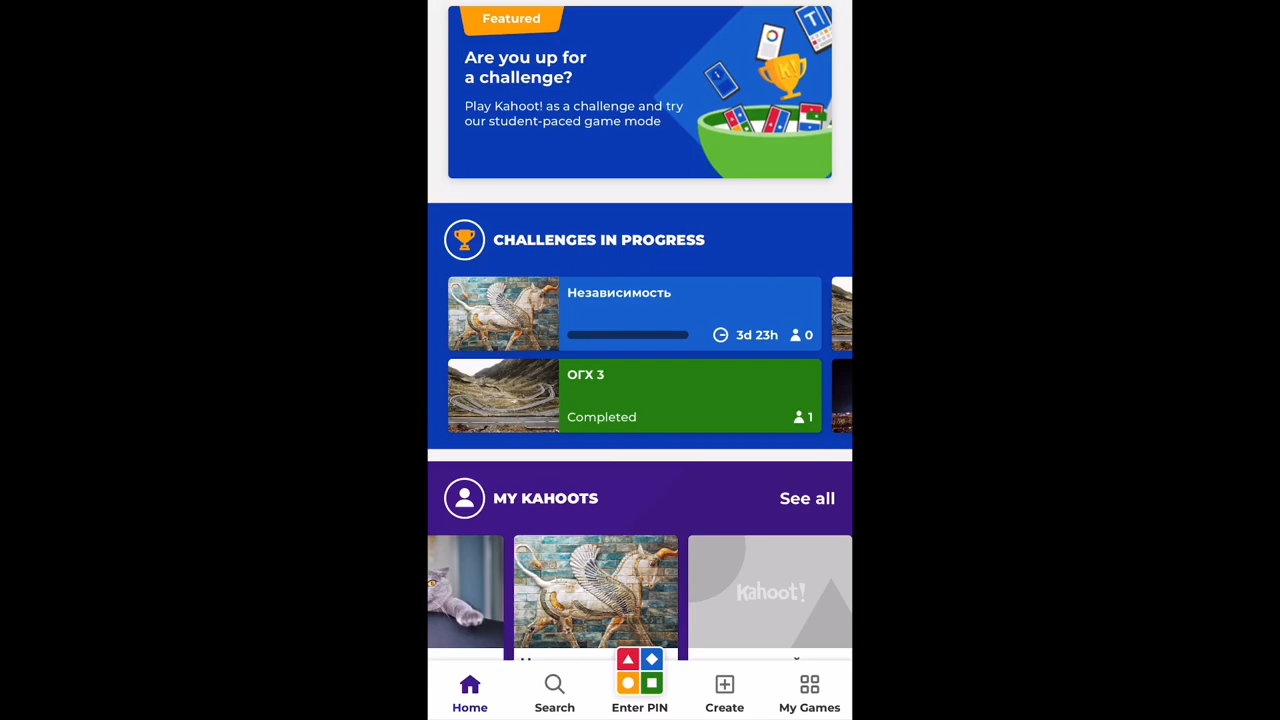 Featured
Are you up for
a challenge?
Play Kahoot! as a challenge and try
our student-paced game mode
K!
CHALLENGES IN PROGRESS
Независимость
3d 23h
0
ОГХ 3
Completed
1
MY KAHOOTS
See all
Kahoot!
Home
Search
Enter PIN
Create
My Games